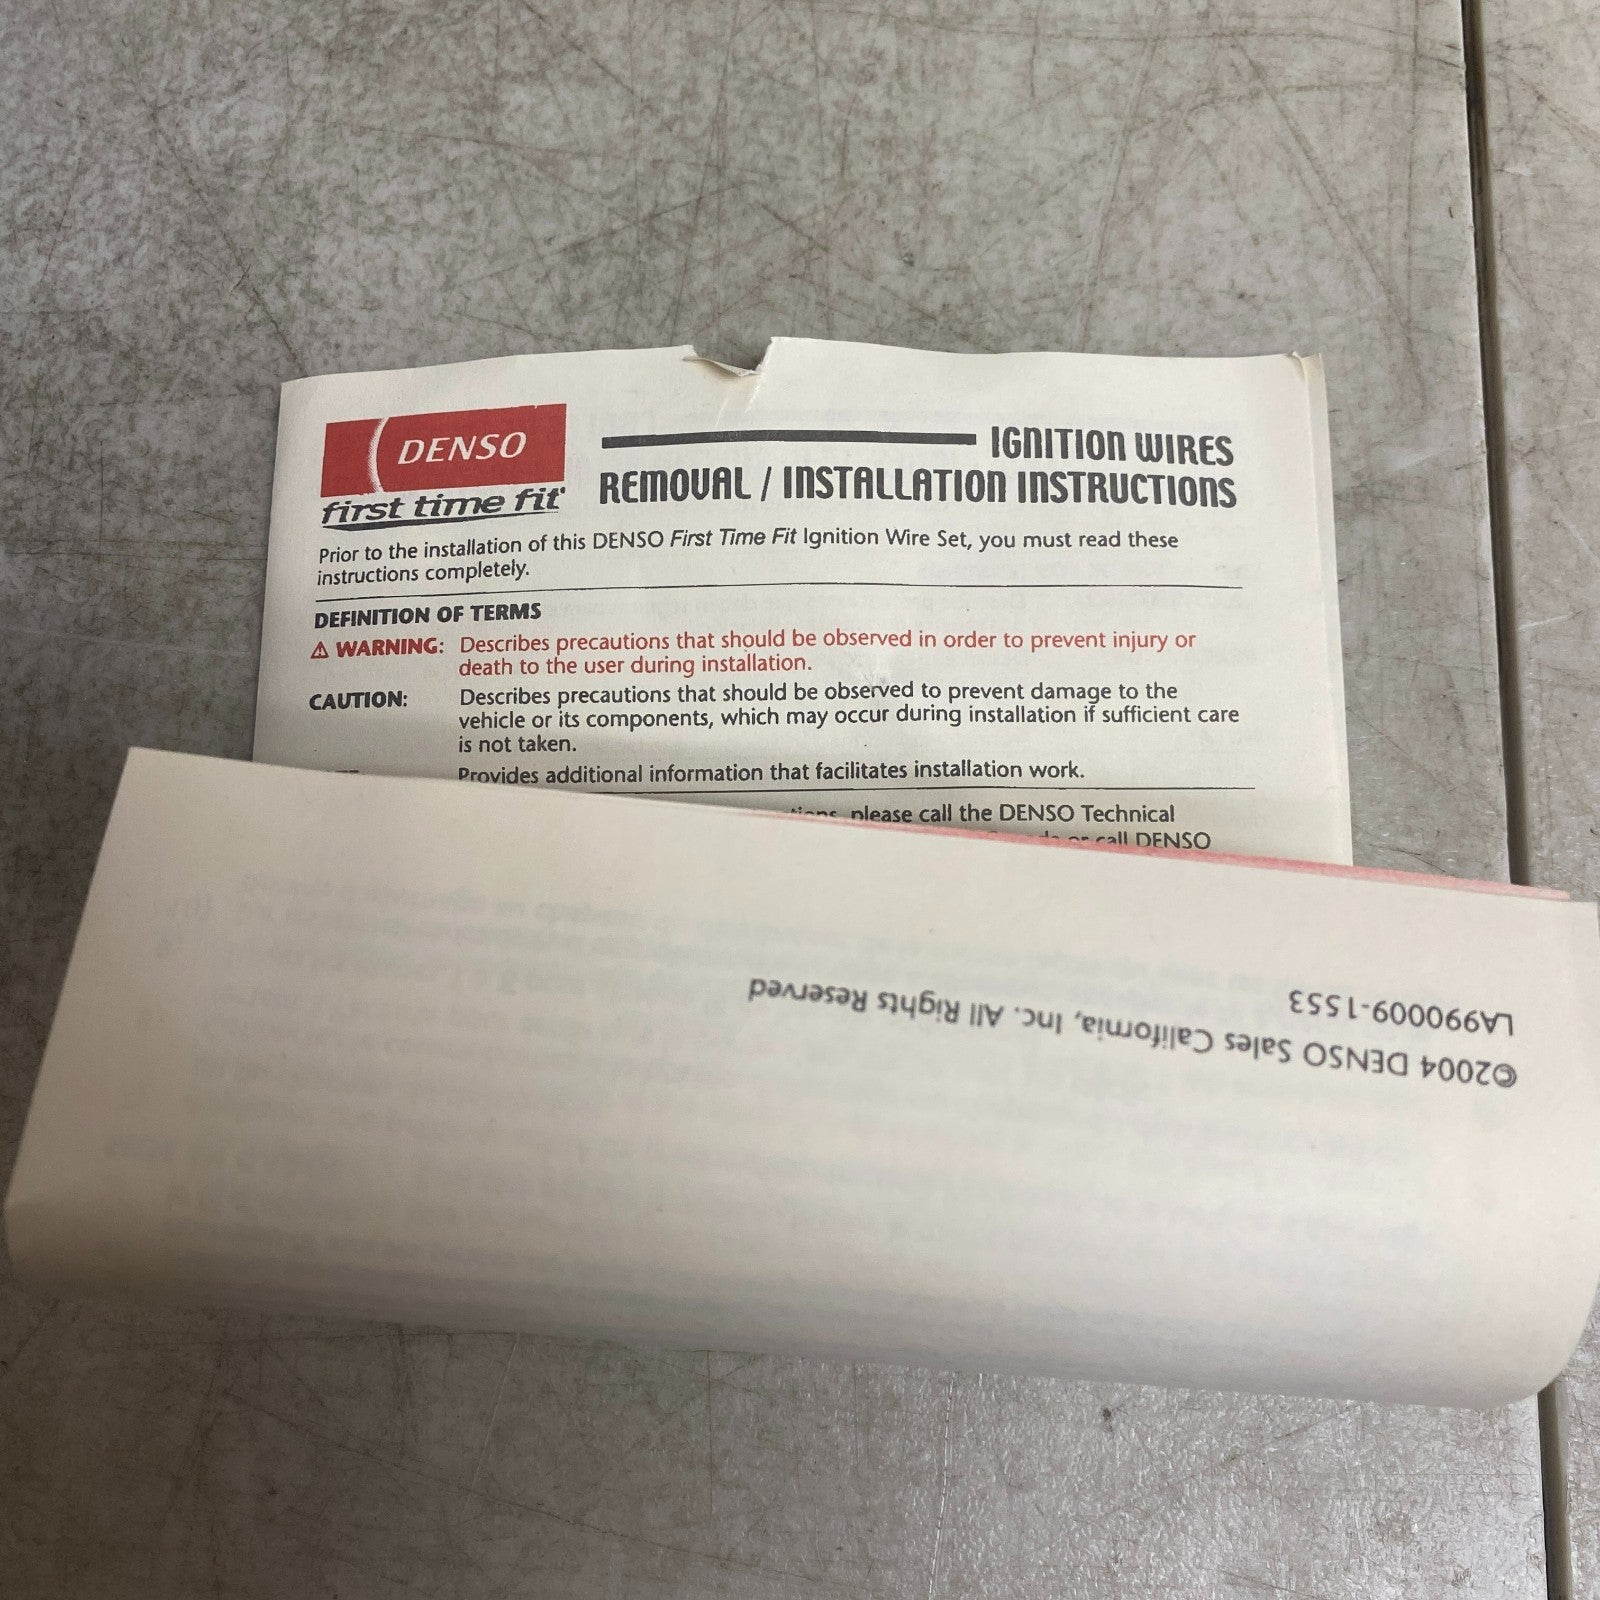 DENSO
first time fit
IGNITION WIRES
REMOVAL / INSTALLATION INSTRUCTIONS
Prior to the installation of this DENSO First Time Fit Ignition Wire Set, you must read these
instructions completely.
DEFINITION OF TERMS
⚠ WARNING: Describes precautions that should be observed in order to prevent injury or
death to the user during installation.
CAUTION: Describes precautions that should be observed to prevent damage to the
vehicle or its components, which may occur during installation if sufficient care
is not taken.
Provides additional information that facilitates installation work.
please call the DENSO Technical
or call DENSO
©2004 DENSO Sales California, Inc. All Rights Reserved
LA990009-1553